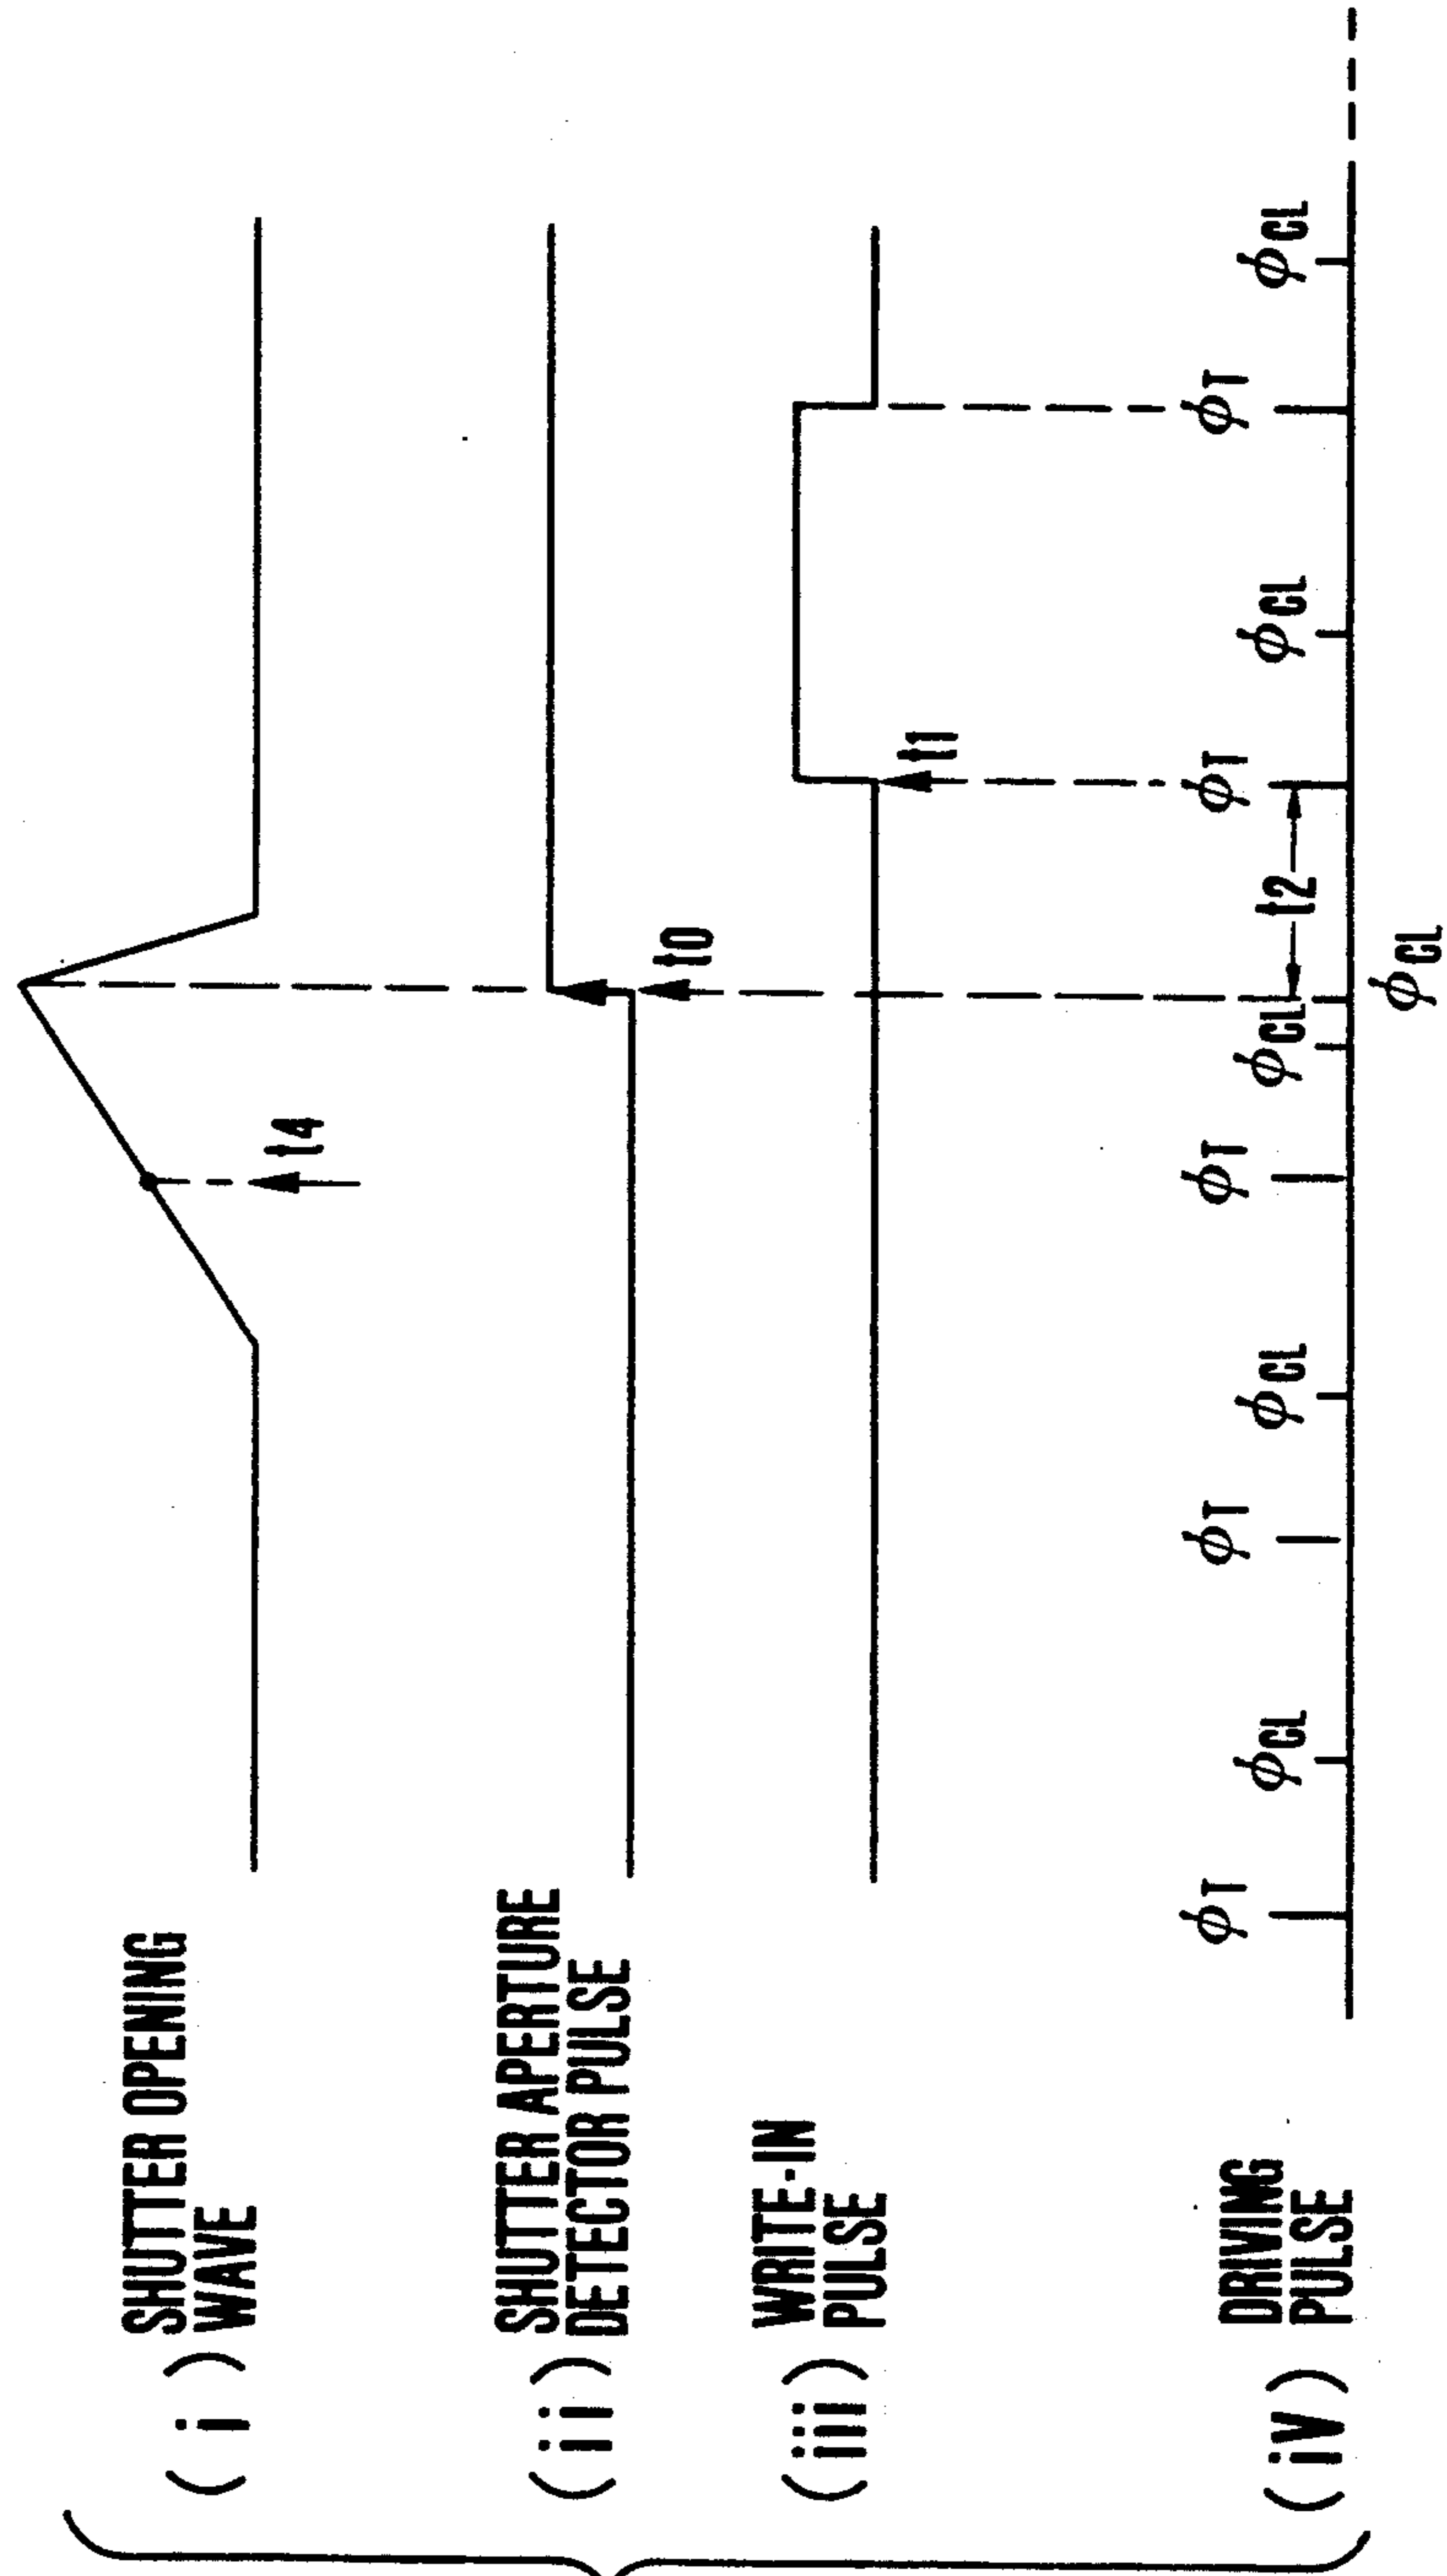 (i) SHUTTER OPENING
WAVE
t4
(ii) SHUTTER APERTURE
DETECTOR PULSE
t0
(iii) WRITE-IN
PULSE
t1
(iv) DRIVING
PULSE
ϕT ϕCL ϕT ϕCL ϕT ϕCL t2 ϕT ϕCL ϕT ϕCL
ϕCL